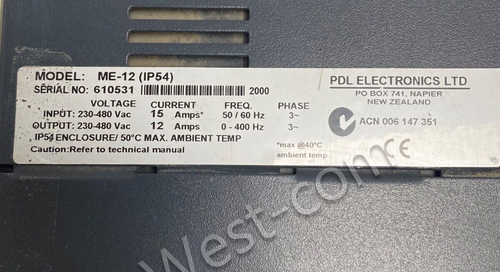 MODEL: ME-12 (IP54)
SERIAL NO: 610531 2000
VOLTAGE CURRENT FREQ. PHASE
INPUT: 230-480 Vac 15 Amps* 50 / 60 Hz 3~
OUTPUT: 230-480 Vac 12 Amps 0 - 400 Hz 3~
IP54 ENCLOSURE/ 50°C MAX. AMBIENT TEMP
Caution:Refer to technical manual
*max @40°C
ambient temp
PDL ELECTRONICS LTD
PO BOX 741, NAPIER
NEW ZEALAND
ACN 006 147 351
West-com